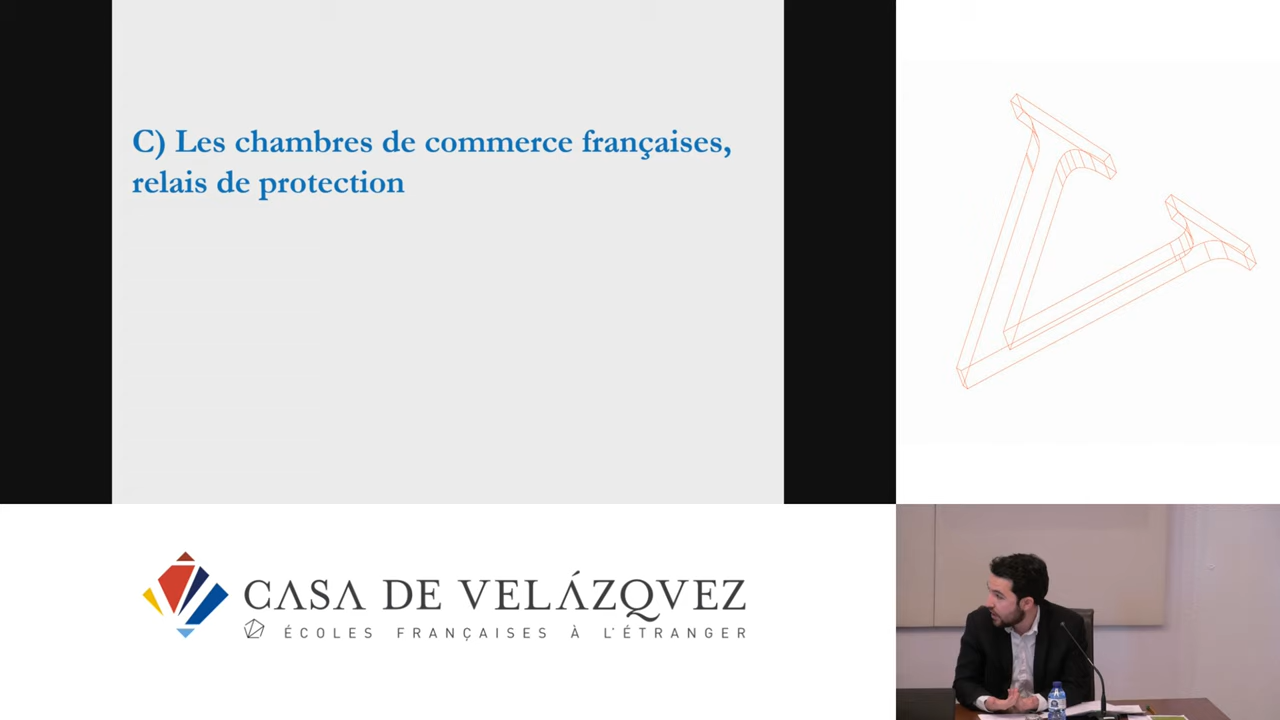 C) Les chambres de commerce françaises,
relais de protection
CASA DE VELÁZQVEZ
ÉCOLES FRANÇAISES À L'ÉTRANGER